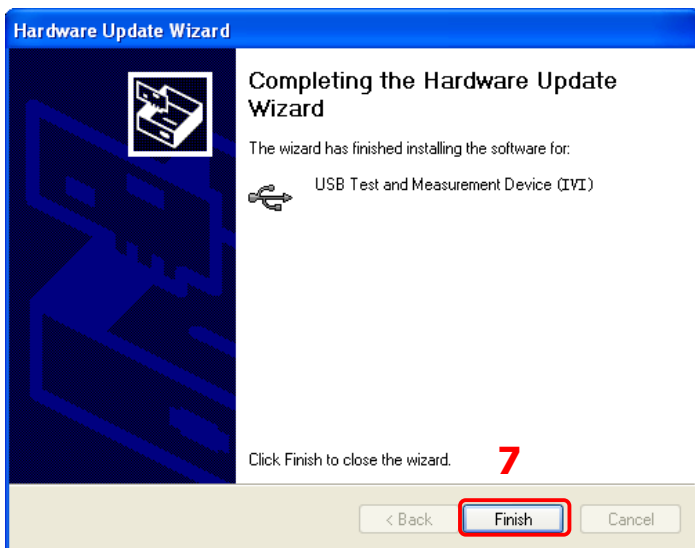 Hardware Update Wizard
Completing the Hardware Update
Wizard
The wizard has finished installing the software for:
USB Test and Measurement Device (IVI)
Click Finish to close the wizard.
7
< Back
Finish
Cancel